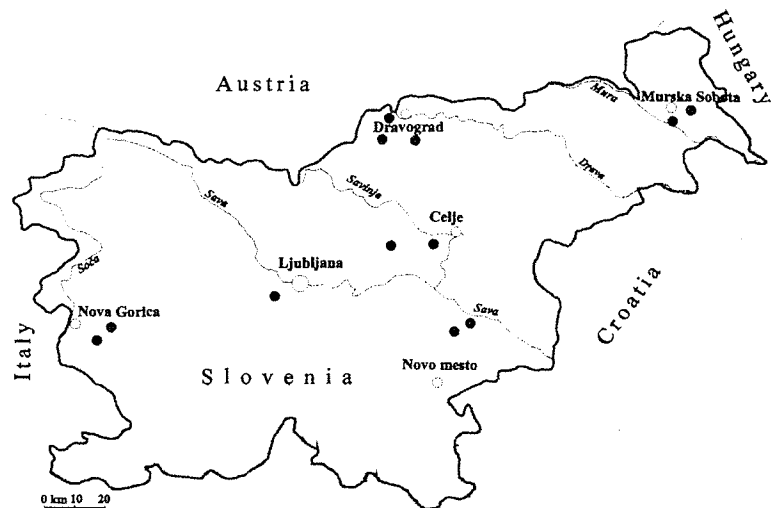 Hungary
Austria
Mura
Murska Sobota
Dravograd
Drava
Savinja
Sava
Celje
Ljubljana
Soča
Croatia
Nova Gorica
Sava
Italy
Slovenia
Novo mesto
0 km 10 20